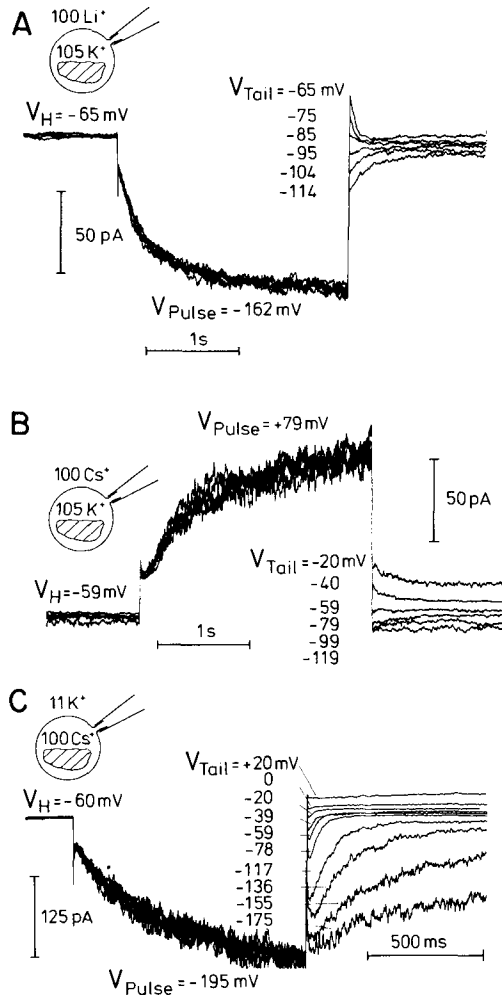 A
100 Li⁺
105 K⁺
V_H = -65 mV
V_Tail = -65 mV
-75
-85
-95
-104
-114
50 pA
V_Pulse = -162 mV
1s
B
V_Pulse = +79 mV
100 Cs⁺
105 K⁺
50 pA
V_H = -59 mV
V_Tail = -20 mV
-40
-59
-79
-99
-119
1s
C
11 K⁺
100 Cs⁺
V_H = -60 mV
V_Tail = +20 mV
0
-20
-39
-59
-78
-117
-136
-155
-175
125 pA
500 ms
V_Pulse = -195 mV